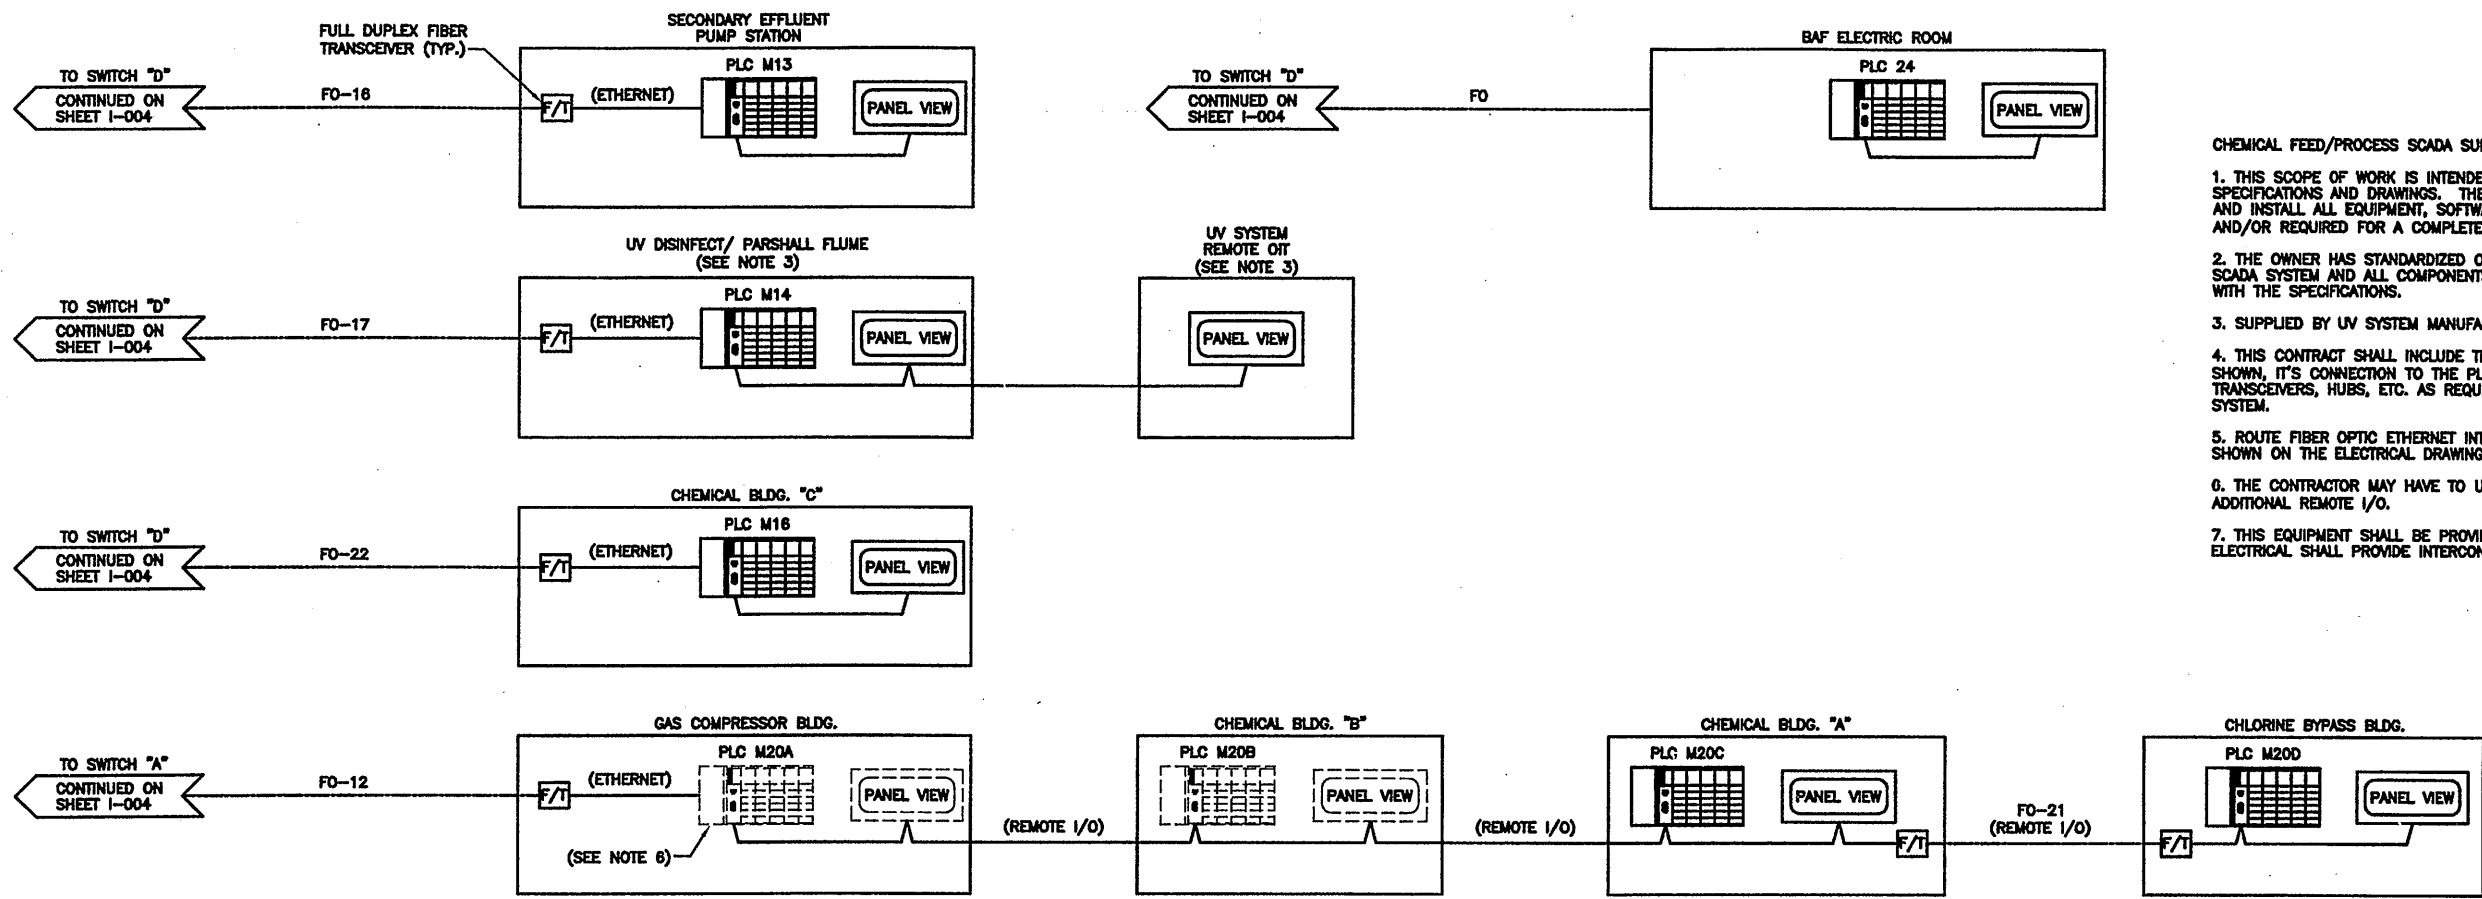 SECONDARY EFFLUENT
PUMP STATION
FULL DUPLEX FIBER
TRANSCEIVER (TYP.)
TO SWITCH "D"
CONTINUED ON
SHEET I-004
FO-16
F/T
(ETHERNET)
PLC M13
PANEL VIEW
BAF ELECTRIC ROOM
TO SWITCH "D"
CONTINUED ON
SHEET I-004
FO
PLC 24
PANEL VIEW
UV DISINFECT/ PARSHALL FLUME
(SEE NOTE 3)
TO SWITCH "D"
CONTINUED ON
SHEET I-004
FO-17
F/T
(ETHERNET)
PLC M14
PANEL VIEW
UV SYSTEM
REMOTE OIT
(SEE NOTE 3)
PANEL VIEW
CHEMICAL BLDG. "C"
TO SWITCH "D"
CONTINUED ON
SHEET I-004
FO-22
F/T
(ETHERNET)
PLC M16
PANEL VIEW
GAS COMPRESSOR BLDG.
TO SWITCH "A"
CONTINUED ON
SHEET I-004
FO-12
F/T
(ETHERNET)
PLC M20A
PANEL VIEW
(SEE NOTE 6)
(REMOTE I/O)
CHEMICAL BLDG. "B"
PLC M20B
PANEL VIEW
(REMOTE I/O)
CHEMICAL BLDG. "A"
PLC M20C
PANEL VIEW
F/T
FO-21
(REMOTE I/O)
CHLORINE BYPASS BLDG.
F/T
PLC M20D
PANEL VIEW
CHEMICAL FEED/PROCESS SCADA
1. THIS SCOPE OF WORK IS
SPECIFICATIONS AND DRAWINGS.
AND INSTALL ALL EQUIPMENT,
AND/OR REQUIRED FOR A
2. THE OWNER HAS STANDARDIZED
SCADA SYSTEM AND ALL
WITH THE SPECIFICATIONS.
3. SUPPLIED BY UV SYSTEM
4. THIS CONTRACT SHALL INCLUDE
SHOWN, IT'S CONNECTION TO THE
TRANSCEIVERS, HUBS, ETC. AS
SYSTEM.
5. ROUTE FIBER OPTIC ETHERNET
SHOWN ON THE ELECTRICAL
6. THE CONTRACTOR MAY HAVE TO
ADDITIONAL REMOTE I/O.
7. THIS EQUIPMENT SHALL BE
ELECTRICAL SHALL PROVIDE